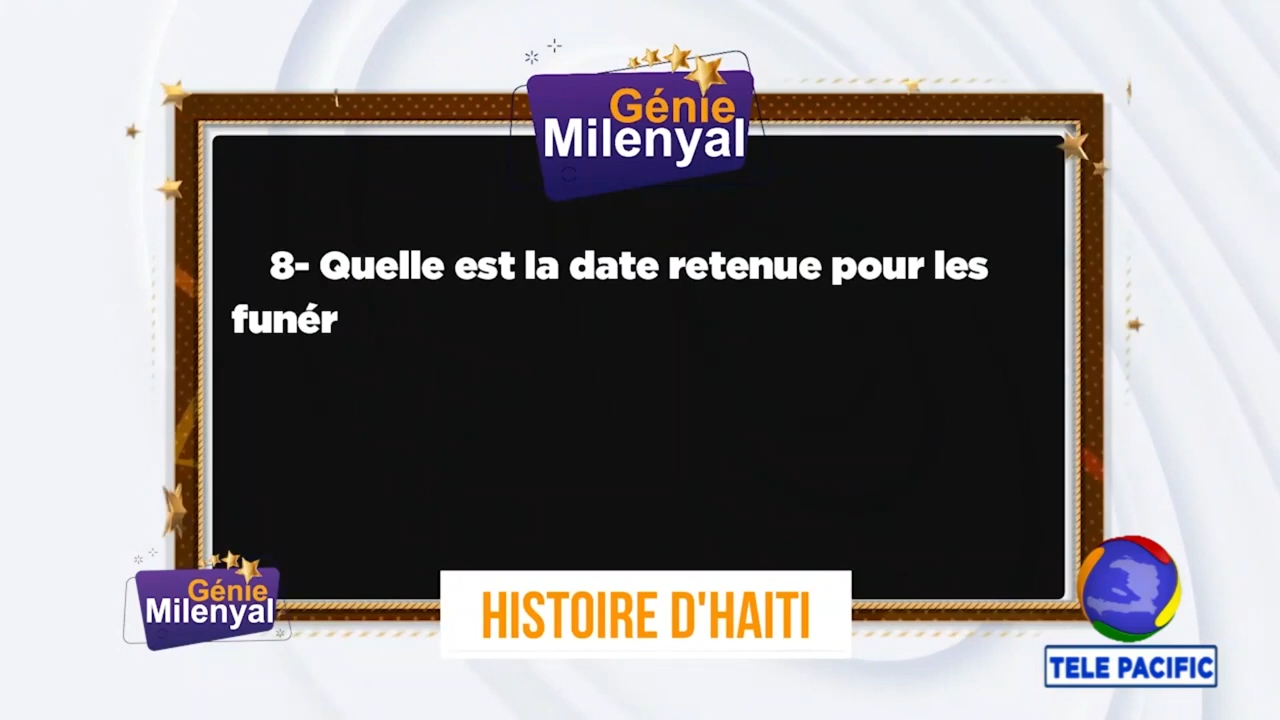 Génie
Milenyal
8- Quelle est la date retenue pour les
funér
Génie
Milenyal
HISTOIRE D'HAITI
TELE PACIFIC